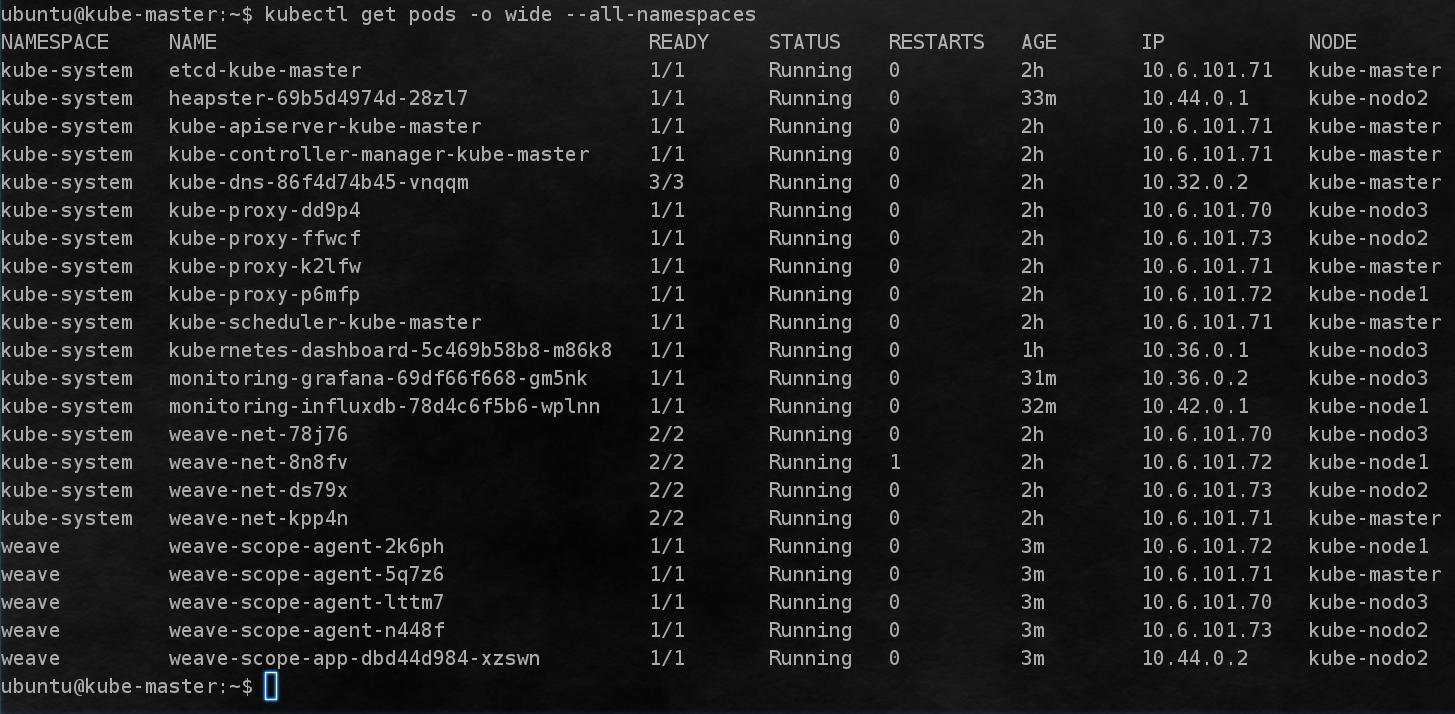 ubuntu@kube-master:~$ kubectl get pods -o wide --all-namespaces
NAMESPACE     NAME                                    READY     STATUS    RESTARTS   AGE       IP            NODE
kube-system   etcd-kube-master                        1/1       Running   0          2h        10.6.101.71   kube-master
kube-system   heapster-69b5d4974d-28zl7               1/1       Running   0          33m       10.44.0.1     kube-nodo2
kube-system   kube-apiserver-kube-master              1/1       Running   0          2h        10.6.101.71   kube-master
kube-system   kube-controller-manager-kube-master     1/1       Running   0          2h        10.6.101.71   kube-master
kube-system   kube-dns-86f4d74b45-vnqqm               3/3       Running   0          2h        10.32.0.2     kube-master
kube-system   kube-proxy-dd9p4                        1/1       Running   0          2h        10.6.101.70   kube-nodo3
kube-system   kube-proxy-ffwcf                        1/1       Running   0          2h        10.6.101.73   kube-nodo2
kube-system   kube-proxy-k2lfw                        1/1       Running   0          2h        10.6.101.71   kube-master
kube-system   kube-proxy-p6mfp                        1/1       Running   0          2h        10.6.101.72   kube-node1
kube-system   kube-scheduler-kube-master              1/1       Running   0          2h        10.6.101.71   kube-master
kube-system   kubernetes-dashboard-5c469b58b8-m86k8   1/1       Running   0          1h        10.36.0.1     kube-nodo3
kube-system   monitoring-grafana-69df66f668-gm5nk     1/1       Running   0          31m       10.36.0.2     kube-nodo3
kube-system   monitoring-influxdb-78d4c6f5b6-wplnn    1/1       Running   0          32m       10.42.0.1     kube-node1
kube-system   weave-net-78j76                         2/2       Running   0          2h        10.6.101.70   kube-nodo3
kube-system   weave-net-8n8fv                         2/2       Running   1          2h        10.6.101.72   kube-node1
kube-system   weave-net-ds79x                         2/2       Running   0          2h        10.6.101.73   kube-nodo2
kube-system   weave-net-kpp4n                         2/2       Running   0          2h        10.6.101.71   kube-master
weave         weave-scope-agent-2k6ph                 1/1       Running   0          3m        10.6.101.72   kube-node1
weave         weave-scope-agent-5q7z6                 1/1       Running   0          3m        10.6.101.71   kube-master
weave         weave-scope-agent-lttm7                 1/1       Running   0          3m        10.6.101.70   kube-nodo3
weave         weave-scope-agent-n448f                 1/1       Running   0          3m        10.6.101.73   kube-nodo2
weave         weave-scope-app-dbd44d984-xzswn         1/1       Running   0          3m        10.44.0.2     kube-nodo2
ubuntu@kube-master:~$